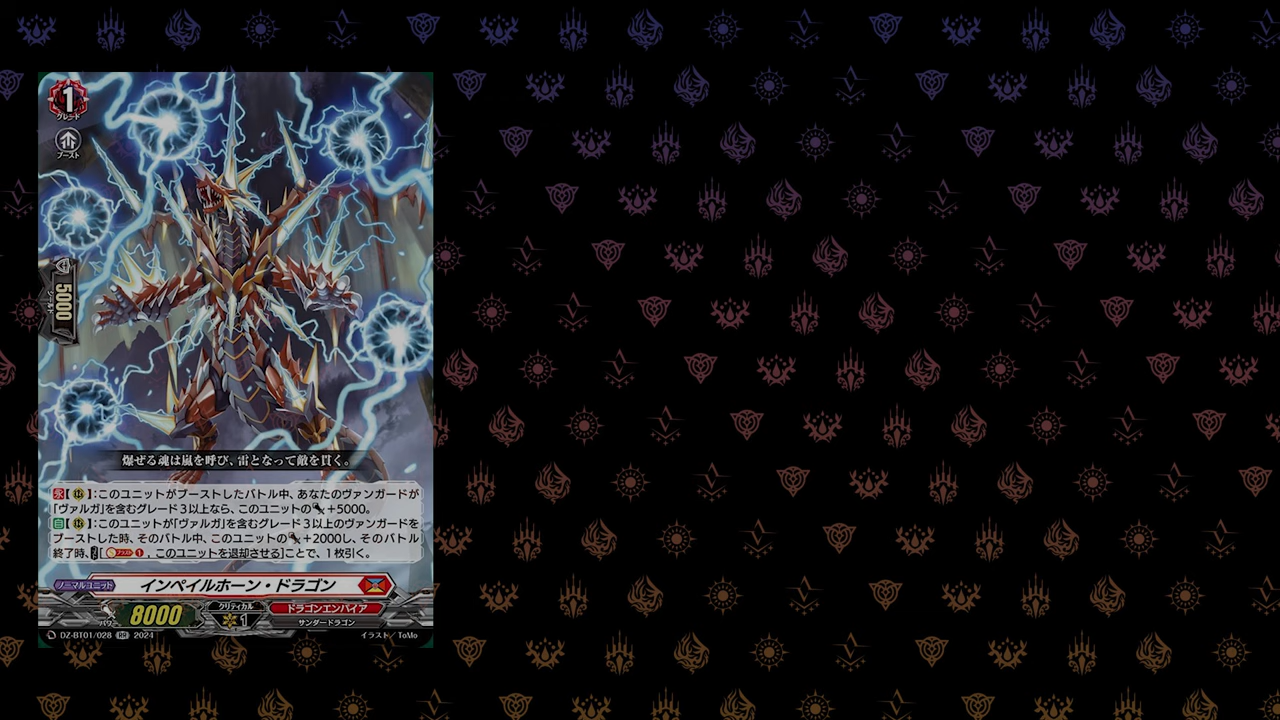 1
グレード
ブースト
5000
シールド
爆ぜる魂は嵐を呼び、雷となって敵を貫く。
永【】:このユニットがブーストしたバトル中、あなたのヴァンガードが
「ヴァルガ」を含むグレード3以上なら、このユニットの+5000。
自【】:このユニットが「ヴァルガ」を含むグレード3以上のヴァンガードを
ブーストした時、そのバトル中、このユニットの+2000し、そのバトル
終了時、[1, このユニットを退却させる]ことで、1枚引く。
ノーマルユニット
インペイルホーン・ドラゴン
パワー 8000
クリティカル 1
ドラゴンエンパイア
サンダードラゴン
DZ-BT01/028 RR 2024
イラスト/ToMo